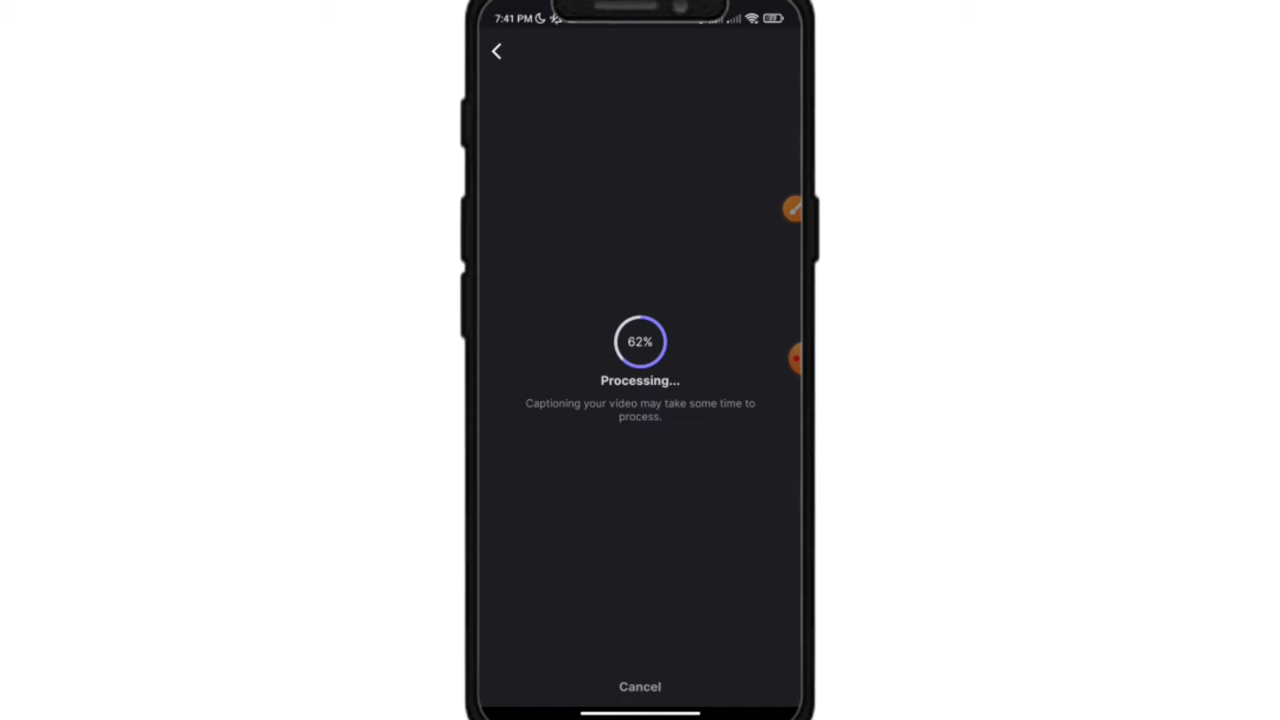 7:41 PM
62%
Processing...
Captioning your video may take some time to
process.
Cancel